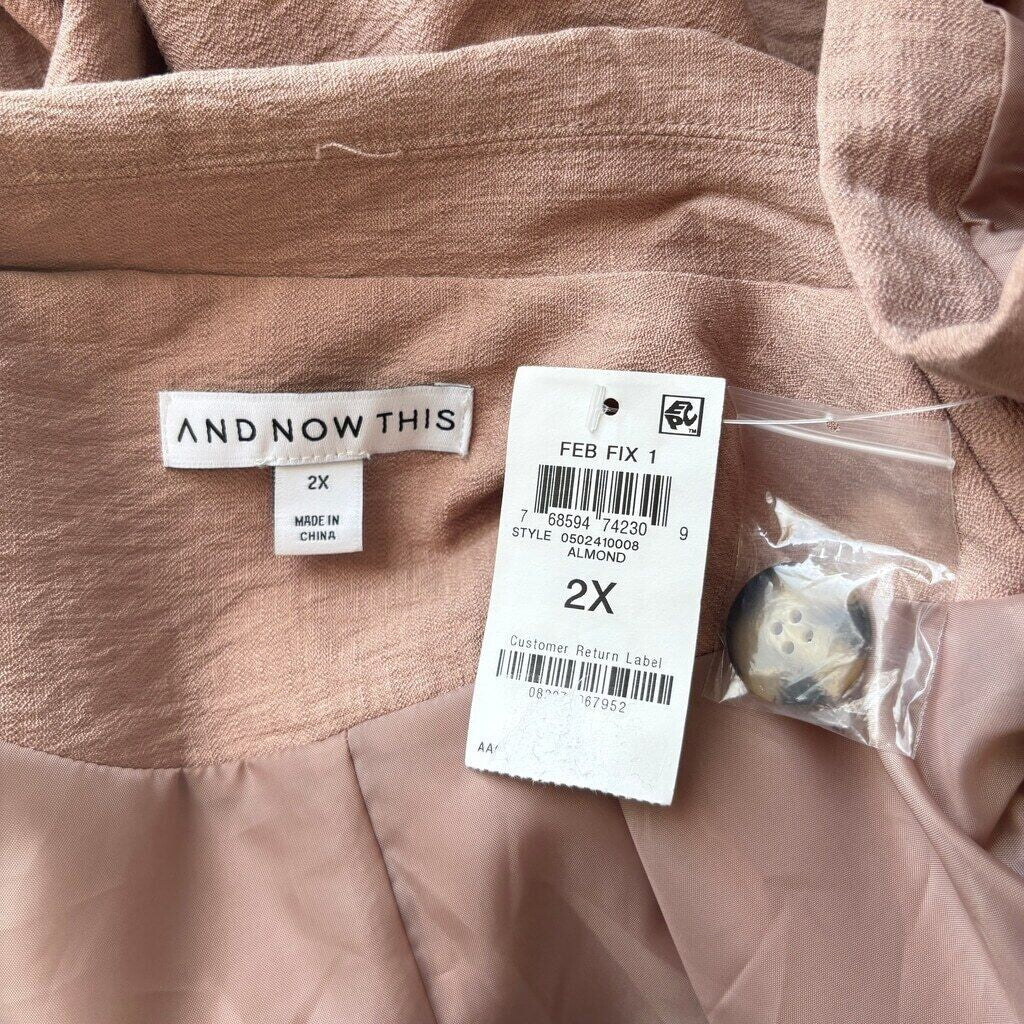 AND NOW THIS
2X
MADE IN
CHINA
FEB FIX 1
7 68594 74230 9
STYLE 0502410008
ALMOND
2X
Customer Return Label
67952